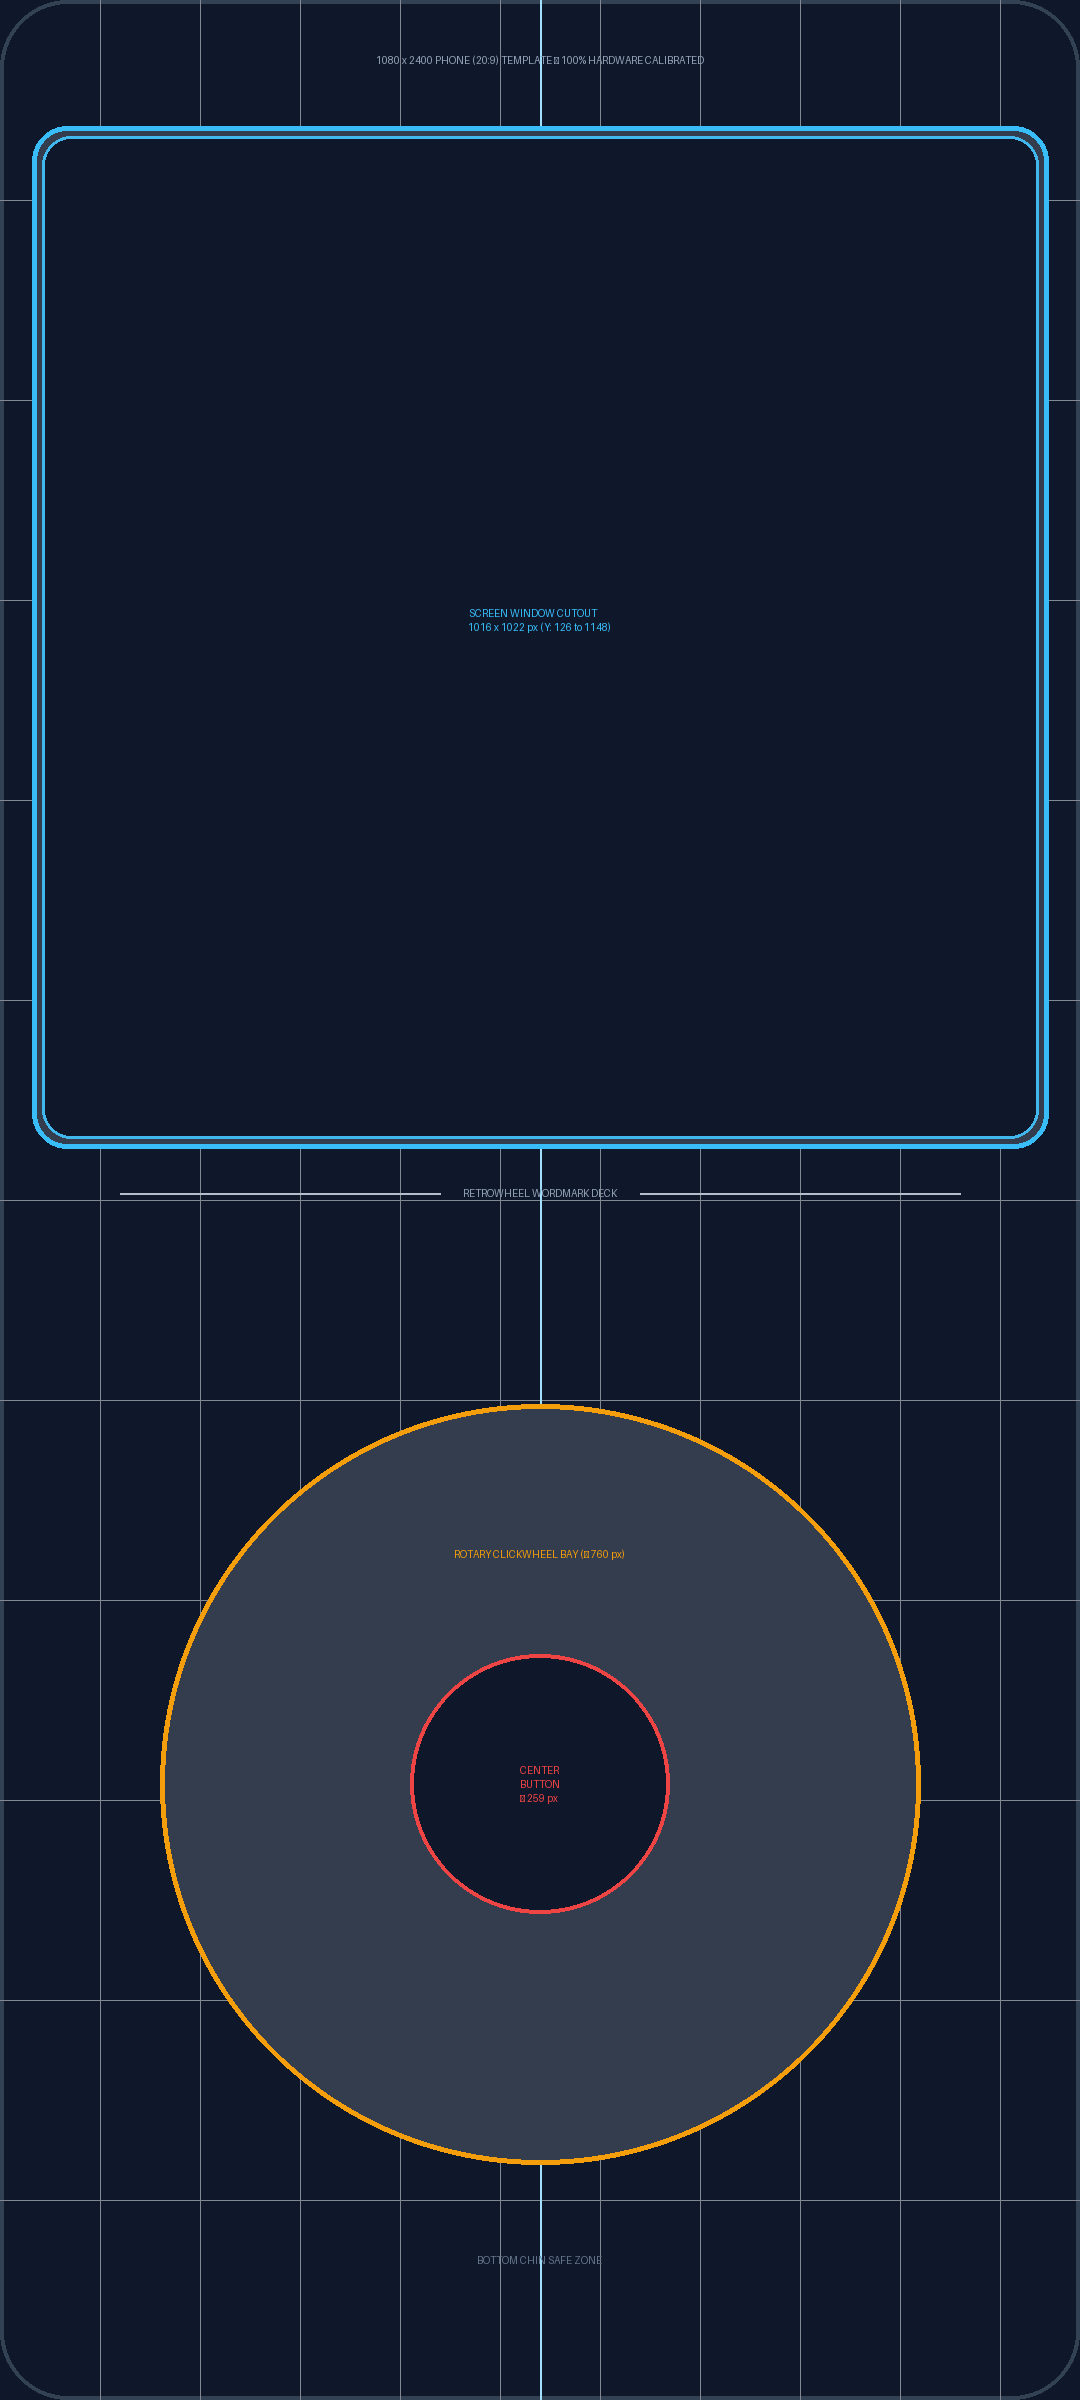 1080 x 2400 PHONE (20:9) TEMPLATE 100% HARDWARE CALIBRATED
SCREEN WINDOW CUTOUT
1016 x 1022 px (Y: 126 to 1148)
RETROWHEEL WORDMARK DECK
ROTARY CLICKWHEEL BAY (760 px)
CENTER
BUTTON
259 px
BOTTOM CHIN SAFE ZONE